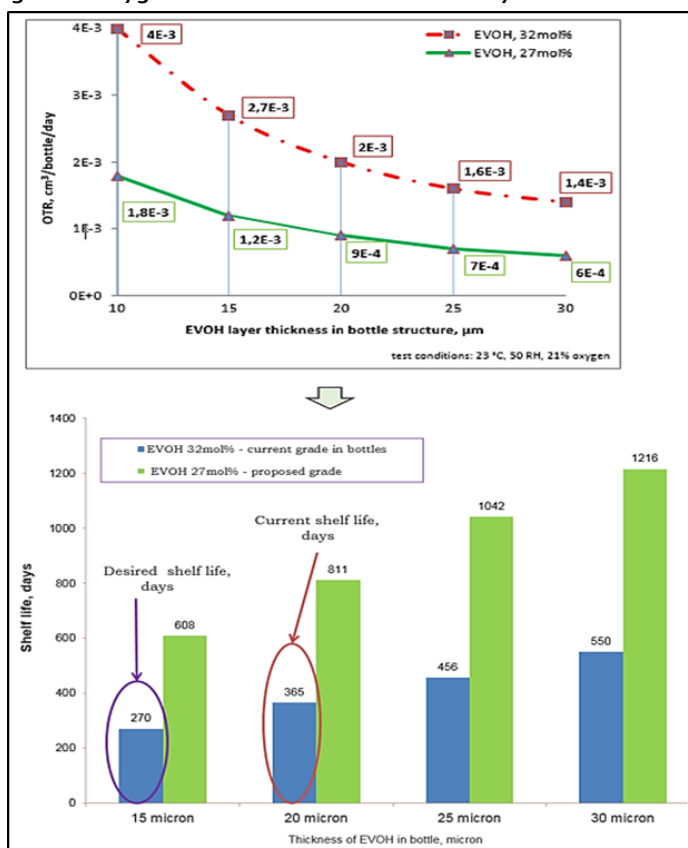 4E-3
4E-3
EVOH, 32mol%
EVOH, 27mol%
3E-3
2,7E-3
2E-3
2E-3
1,6E-3
1,4E-3
OTR, cm³/bottle/day
1E-3
1,8E-3
1,2E-3
9E-4
7E-4
6E-4
0E+0
10
15
20
25
30
EVOH layer thickness in bottle structure, µm
test conditions: 23 °C, 50 RH, 21% oxygen
1400
EVOH 32mol% - current grade in bottles
EVOH 27mol% - proposed grade
1200
1216
1042
1000
Current shelf life,
days
811
800
Desired shelf life,
days
Shelf life, days
608
600
550
456
400
365
270
200
0
15 micron
20 micron
25 micron
30 micron
Thickness of EVOH in bottle, micron